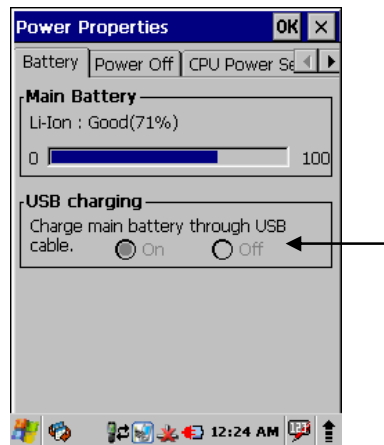 Power Properties OK ×
Battery Power Off CPU Power Se
Main Battery
Li-Ion : Good(71%)
0 100
USB charging
Charge main battery through USB
cable. On Off
12:24 AM 123